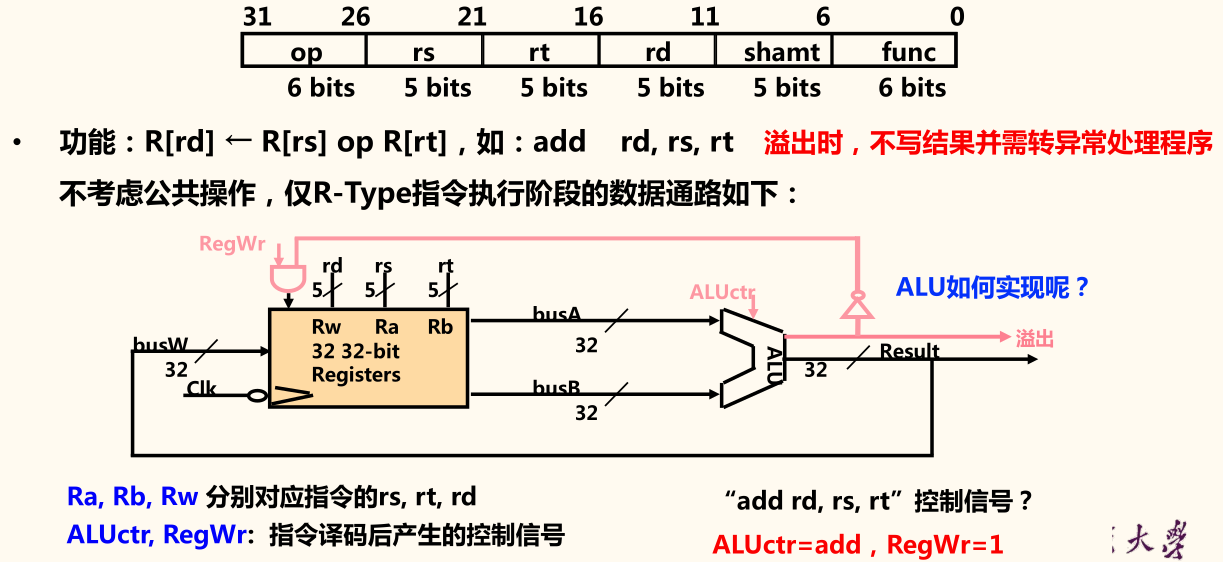 31 26 21 16 11 6 0
op rs rt rd shamt func
6 bits 5 bits 5 bits 5 bits 5 bits 6 bits
• 功能：R[rd] ← R[rs] op R[rt]，如：add rd, rs, rt 溢出时，不写结果并需转异常处理程序
不考虑公共操作，仅R-Type指令执行阶段的数据通路如下：
RegWr
rd rs rt
5 5 5
ALUctr
ALU如何实现呢？
Rw Ra Rb
busA
32
溢出
busW
32
32 32-bit
Registers
Clk
busB
32
ALU
Result
32
Ra, Rb, Rw 分别对应指令的rs, rt, rd
ALUctr, RegWr: 指令译码后产生的控制信号
“add rd, rs, rt”控制信号？
ALUctr=add，RegWr=1
大学